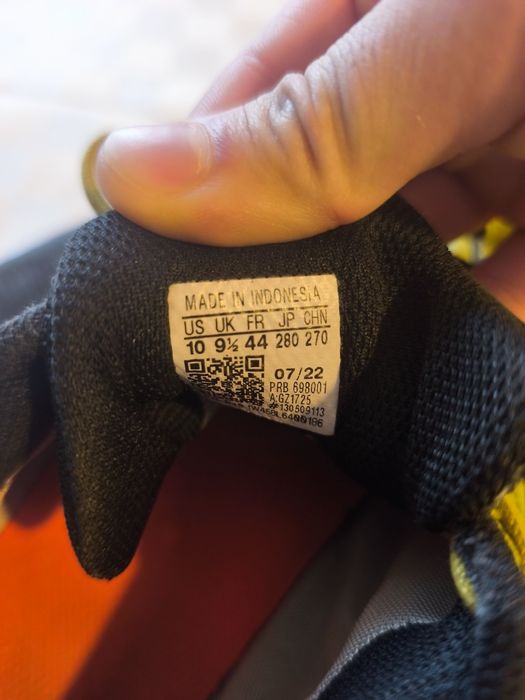 MADE IN INDONESIA
US UK FR JP CHN
10 9½ 44 280 270
07/22
PRB 698001
A:GZ1725
#130509113